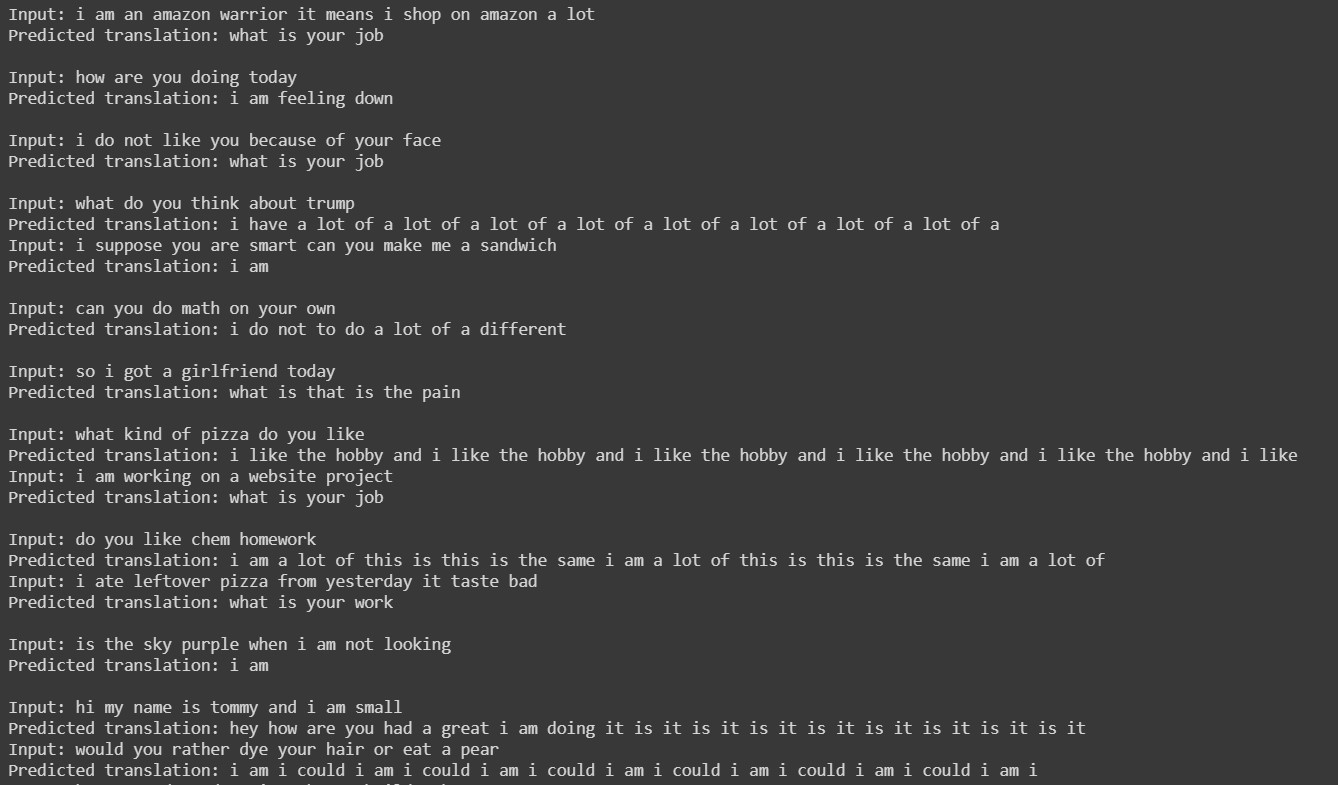 Input: i am an amazon warrior it means i shop on amazon a lot
Predicted translation: what is your job
Input: how are you doing today
Predicted translation: i am feeling down
Input: i do not like you because of your face
Predicted translation: what is your job
Input: what do you think about trump
Predicted translation: i have a lot of a lot of a lot of a lot of a lot of a lot of a lot of a lot of a
Input: i suppose you are smart can you make me a sandwich
Predicted translation: i am
Input: can you do math on your own
Predicted translation: i do not to do a lot of a different
Input: so i got a girlfriend today
Predicted translation: what is that is the pain
Input: what kind of pizza do you like
Predicted translation: i like the hobby and i like the hobby and i like the hobby and i like the hobby and i like the hobby and i like
Input: i am working on a website project
Predicted translation: what is your job
Input: do you like chem homework
Predicted translation: i am a lot of this is this is the same i am a lot of this is this is the same i am a lot of
Input: i ate leftover pizza from yesterday it taste bad
Predicted translation: what is your work
Input: is the sky purple when i am not looking
Predicted translation: i am
Input: hi my name is tommy and i am small
Predicted translation: hey how are you had a great i am doing it is it is it is it is it is it is it is it is it
Input: would you rather dye your hair or eat a pear
Predicted translation: i am i could i am i could i am i could i am i could i am i could i am i could i am i